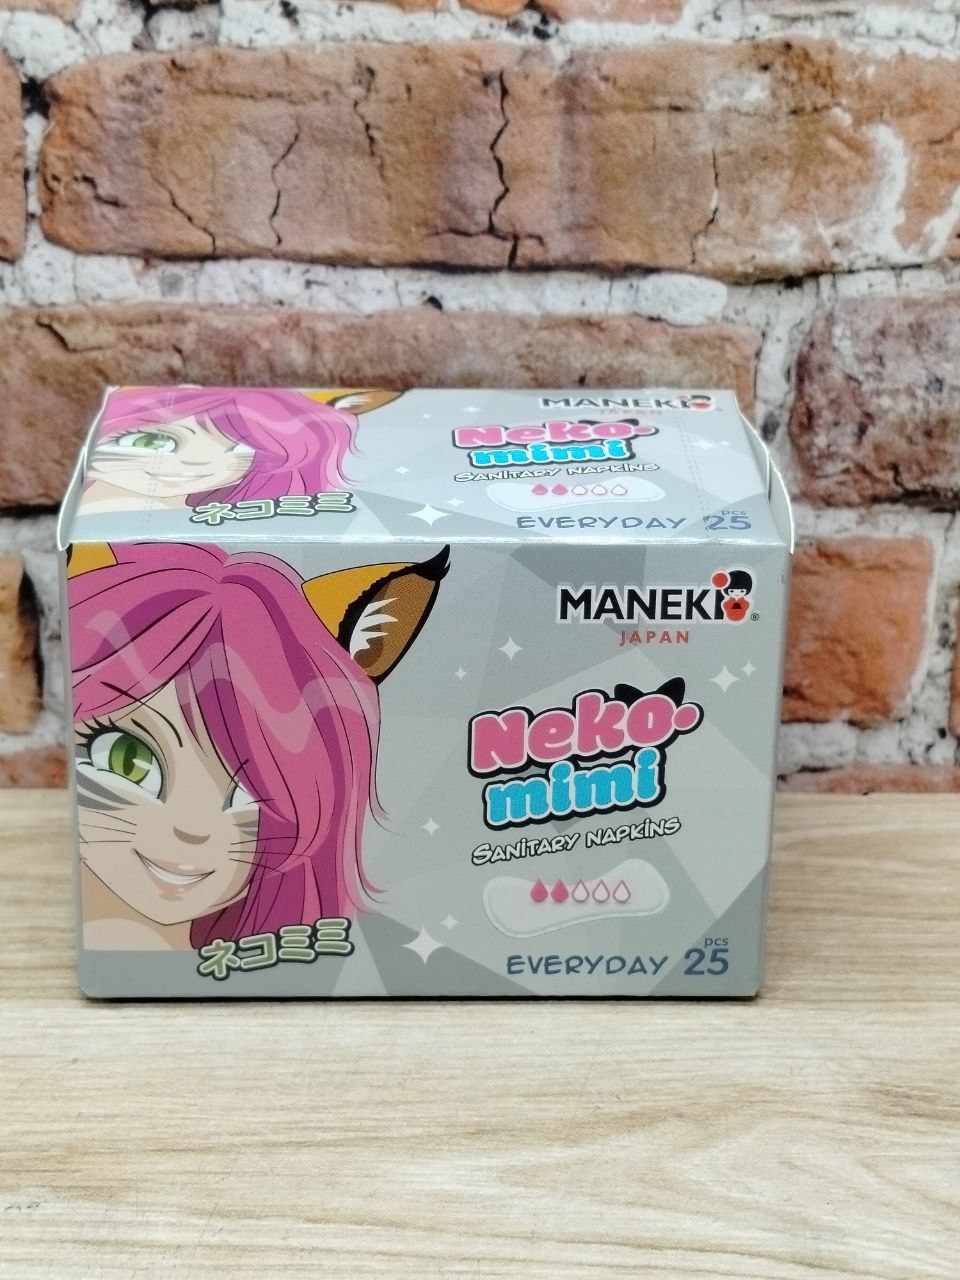 MANEKI
JAPAN
Neko-
mimi
SANITARY NAPKINS
ネコミミ
pcs
EVERYDAY 25
MANEKI®
JAPAN
Neko-
mimi
SANITARY NAPKINS
ネコミミ
pcs
EVERYDAY 25